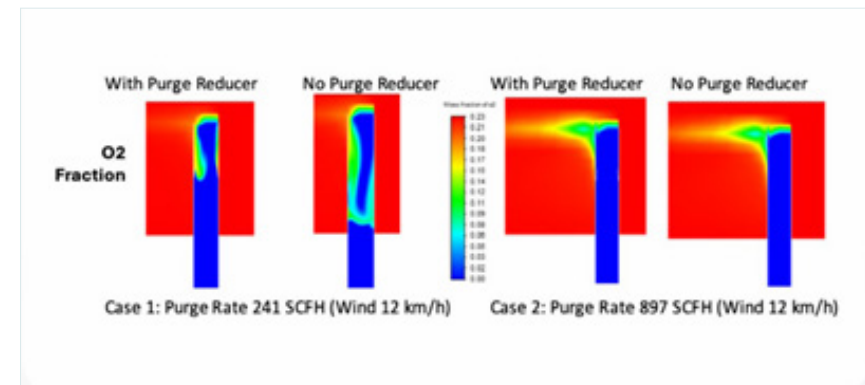 With Purge Reducer
No Purge Reducer
With Purge Reducer
No Purge Reducer
O2
Fraction
0.23
0.21
0.20
0.18
0.17
0.15
0.14
0.12
0.11
0.09
0.08
0.06
0.05
0.03
0.02
0.00
Case 1: Purge Rate 241 SCFH (Wind 12 km/h)
Case 2: Purge Rate 897 SCFH (Wind 12 km/h)